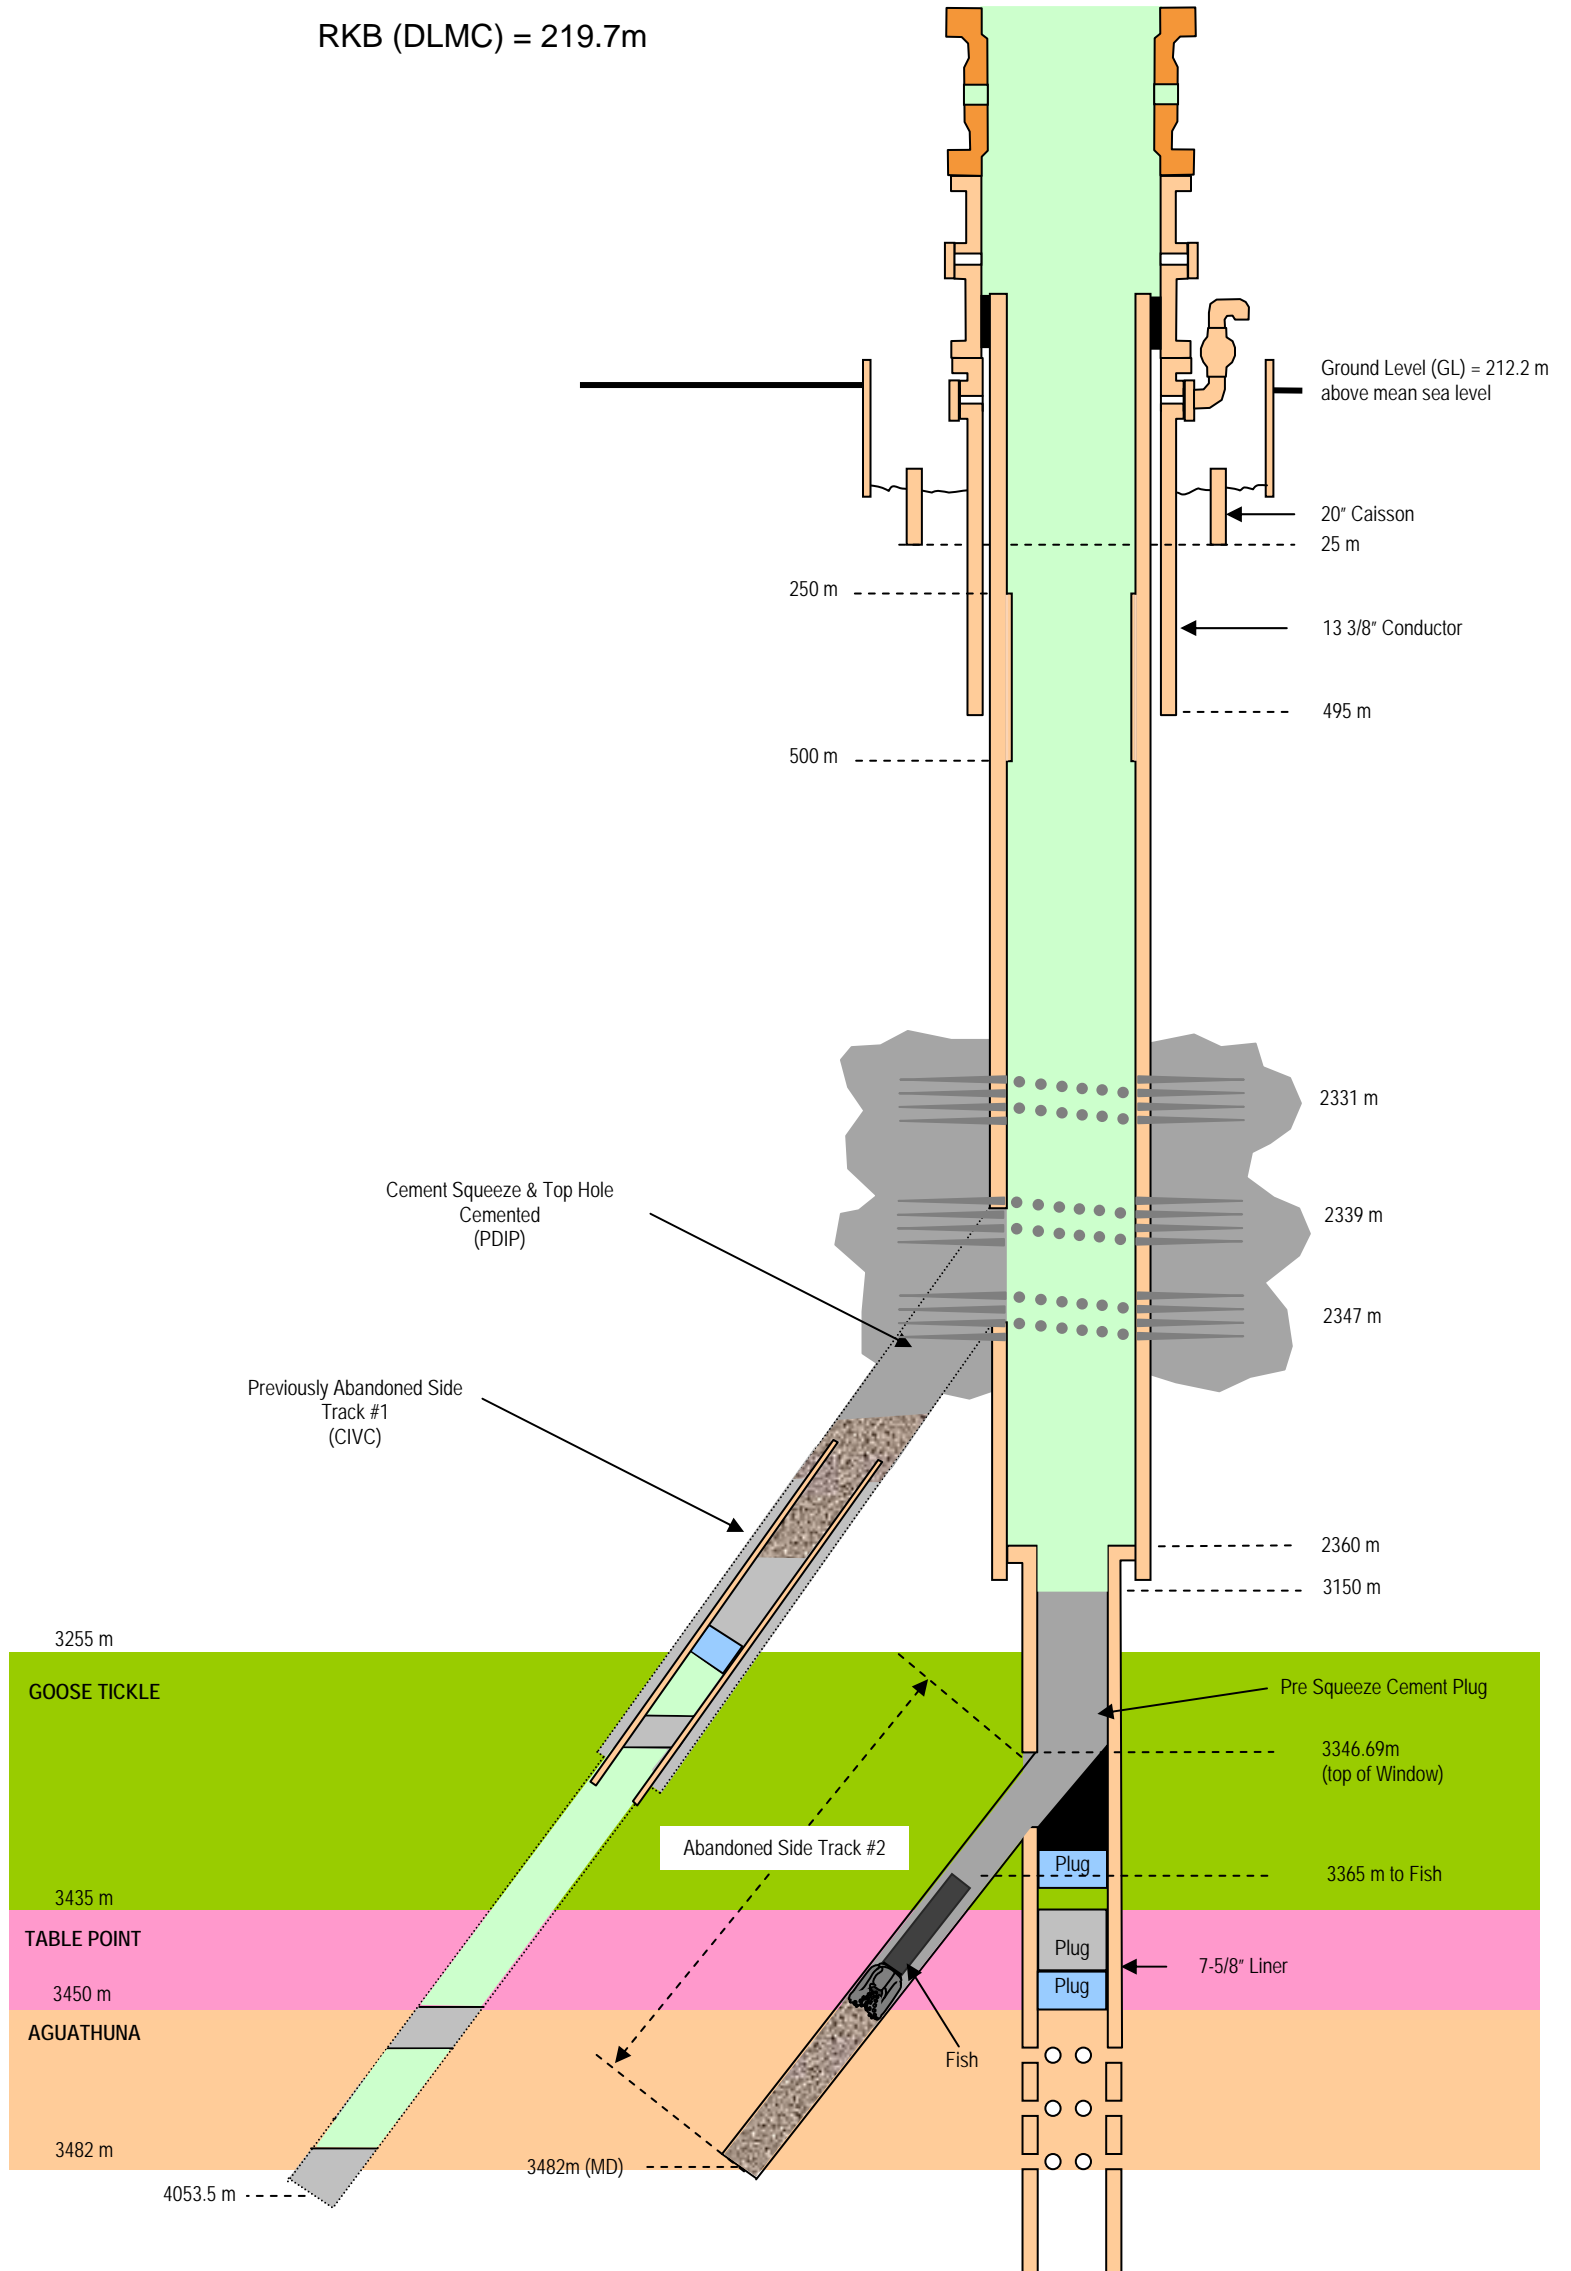 RKB (DLMC) = 219.7m
Ground Level (GL) = 212.2 m
above mean sea level
20" Caisson
25 m
250 m
13 3/8" Conductor
495 m
500 m
2331 m
Cement Squeeze & Top Hole
Cemented
(PDIP)
2339 m
2347 m
Previously Abandoned Side
Track #1
(CIVC)
2360 m
3150 m
3255 m
GOOSE TICKLE
Pre Squeeze Cement Plug
3346.69m
(top of Window)
Abandoned Side Track #2
Plug
3365 m to Fish
3435 m
TABLE POINT
Plug
7-5/8" Liner
Plug
3450 m
AGUATHUNA
Fish
3482 m
3482m (MD)
4053.5 m